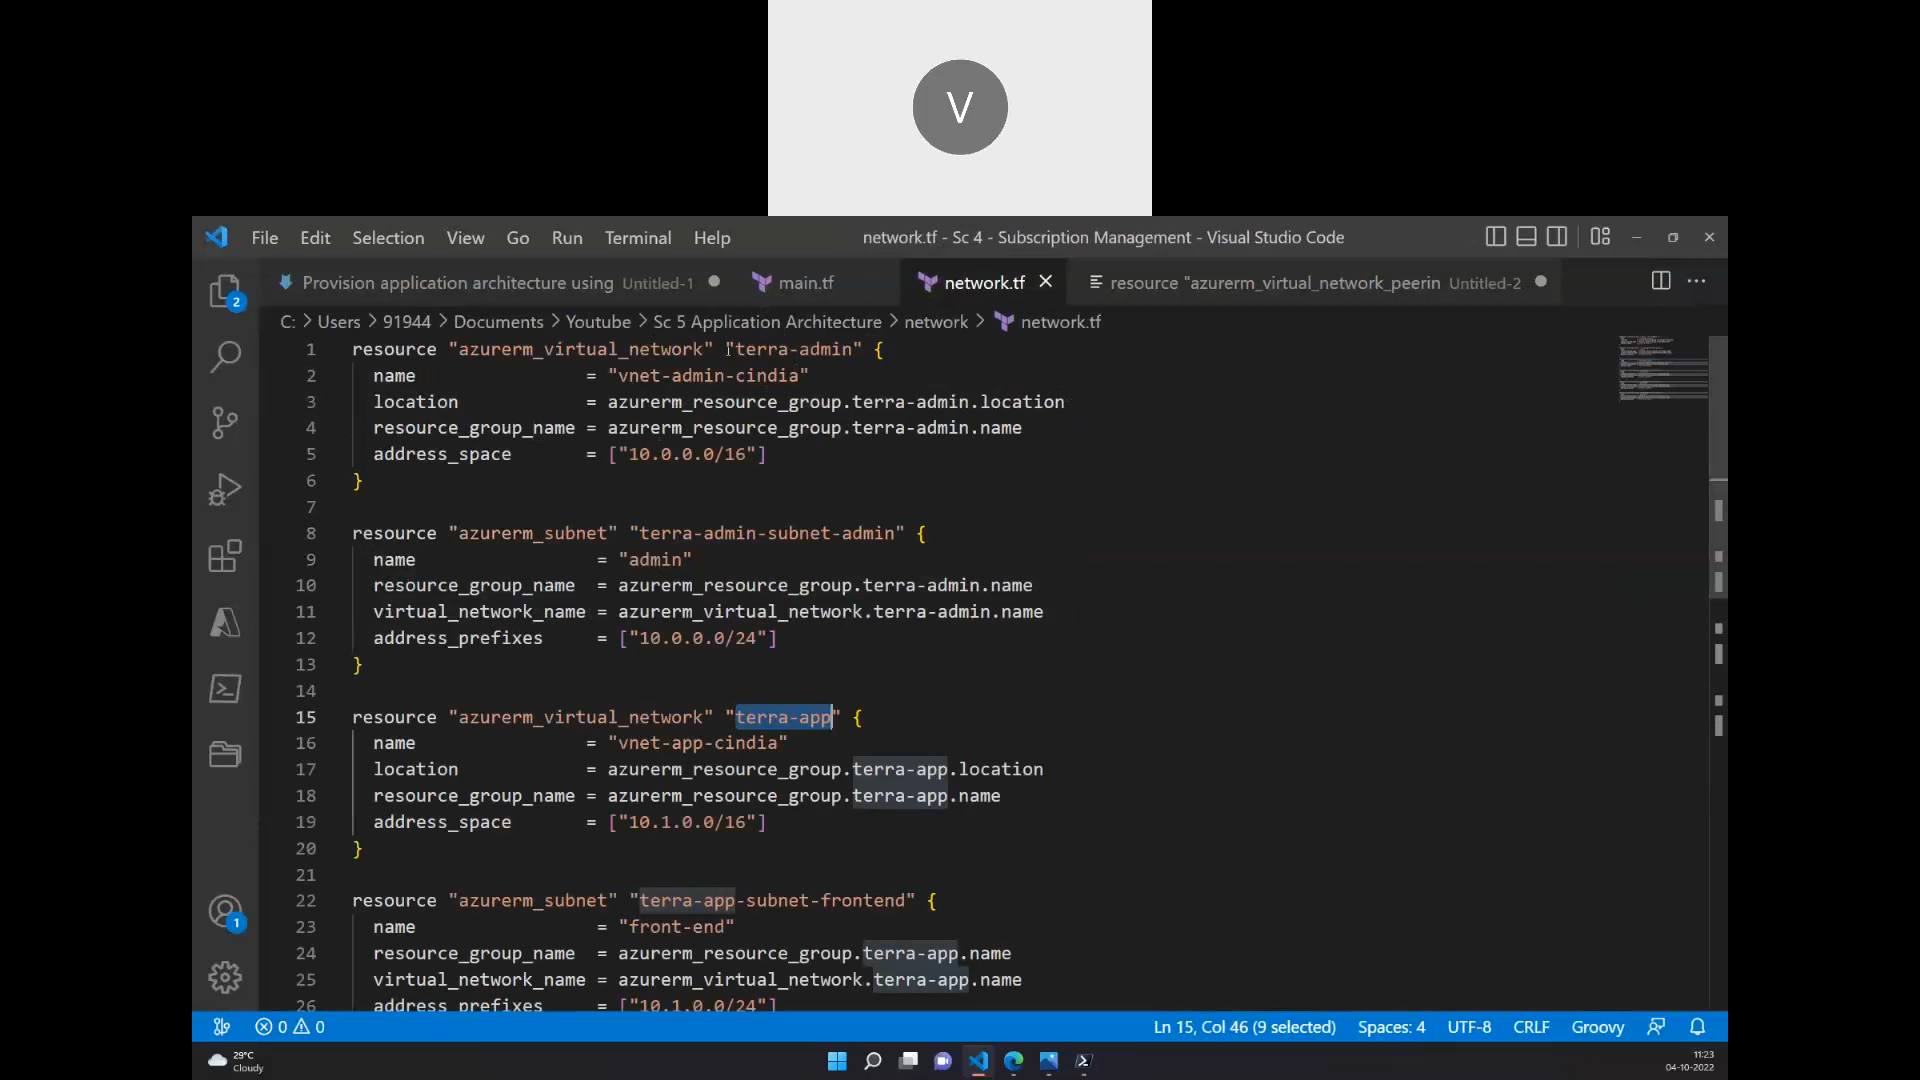 V
File Edit Selection View Go Run Terminal Help network.tf - Sc 4 - Subscription Management - Visual Studio Code
Provision application architecture using Untitled-1 main.tf network.tf resource "azurerm_virtual_network_peerin Untitled-2
2
C: > Users > 91944 > Documents > Youtube > Sc 5 Application Architecture > network > network.tf
1 resource "azurerm_virtual_network" "terra-admin" {
2 name = "vnet-admin-cindia"
3 location = azurerm_resource_group.terra-admin.location
4 resource_group_name = azurerm_resource_group.terra-admin.name
5 address_space = ["10.0.0.0/16"]
6 }
7
8 resource "azurerm_subnet" "terra-admin-subnet-admin" {
9 name = "admin"
10 resource_group_name = azurerm_resource_group.terra-admin.name
11 virtual_network_name = azurerm_virtual_network.terra-admin.name
12 address_prefixes = ["10.0.0.0/24"]
13 }
14
15 resource "azurerm_virtual_network" "terra-app" {
16 name = "vnet-app-cindia"
17 location = azurerm_resource_group.terra-app.location
18 resource_group_name = azurerm_resource_group.terra-app.name
19 address_space = ["10.1.0.0/16"]
20 }
21
22 resource "azurerm_subnet" "terra-app-subnet-frontend" {
23 name = "front-end"
24 resource_group_name = azurerm_resource_group.terra-app.name
25 virtual_network_name = azurerm_virtual_network.terra-app.name
26 address_prefixes = ["10.1.0.0/24"]
1
0 0 Ln 15, Col 46 (9 selected) Spaces: 4 UTF-8 CRLF Groovy
29°C
Cloudy
11:23
04-10-2022